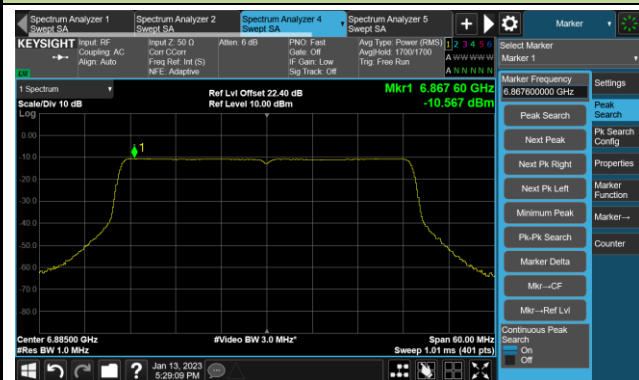 Spectrum Analyzer 1
Swept SA
Spectrum Analyzer 2
Swept SA
Spectrum Analyzer 4
Swept SA
Spectrum Analyzer 5
Swept SA
+
Marker
KEYSIGHT
Input: RF
Coupling: AC
Align: Auto
Input Z: 50 Ω
Corr CCorr
Freq Ref: Int (S)
NFE: Adaptive
Atten: 6 dB
PNO: Fast
Gate: Off
IF Gain: Low
Sig Track: Off
Avg Type: Power (RMS)
Avg|Hold: 1700/1700
Trig: Free Run
1 2 3 4 5 6
A W W W W W
A N N N N N
LXI
Select Marker
Marker 1
1 Spectrum
Scale/Div 10 dB
Log
Ref Lvl Offset 22.40 dB
Ref Level 10.00 dBm
Mkr1 6.867 60 GHz
-10.567 dBm
1
0.00
-10.0
-20.0
-30.0
-40.0
-50.0
-60.0
-70.0
-80.0
Center 6.88500 GHz
#Res BW 1.0 MHz
#Video BW 3.0 MHz*
Span 60.00 MHz
Sweep 1.01 ms (401 pts)
Marker Frequency
6.867600000 GHz
Peak Search
Next Peak
Next Pk Right
Next Pk Left
Minimum Peak
Pk-Pk Search
Marker Delta
Mkr→CF
Mkr→Ref Lvl
Continuous Peak
Search
On
Off
Settings
Peak
Search
Pk Search
Config
Properties
Marker
Function
Marker→
Counter
?
Jan 13, 2023
5:29:09 PM